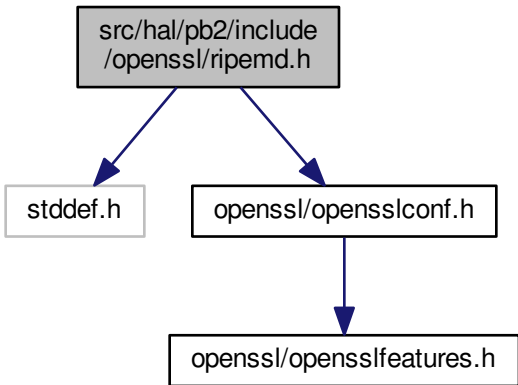 src/hal/pb2/include
/openssl/ripemd.h
stddef.h
openssl/opensslconf.h
openssl/opensslfeatures.h